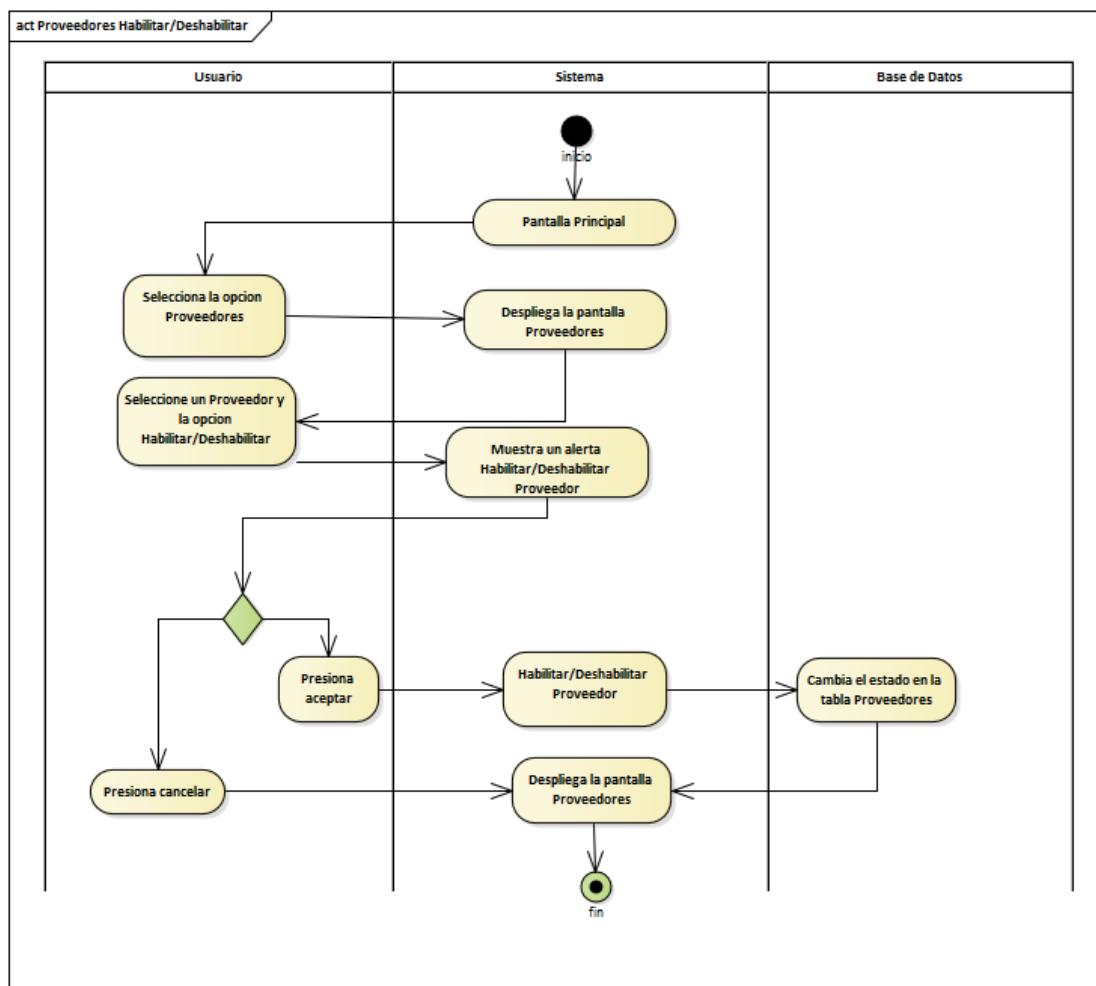 act Proveedores Habilitar/Deshabilitar
Usuario
Sistema
Base de Datos
inicio
Pantalla Principal
Selecciona la opcion
Proveedores
Despliega la pantalla
Proveedores
Seleccione un Proveedor y
la opcion
Habilitar/Deshabilitar
Muestra un alerta
Habilitar/Deshabilitar
Proveedor
Presiona
aceptar
Habilitar/Deshabilitar
Proveedor
Cambia el estado en la
tabla Proveedores
Presiona cancelar
Despliega la pantalla
Proveedores
fin